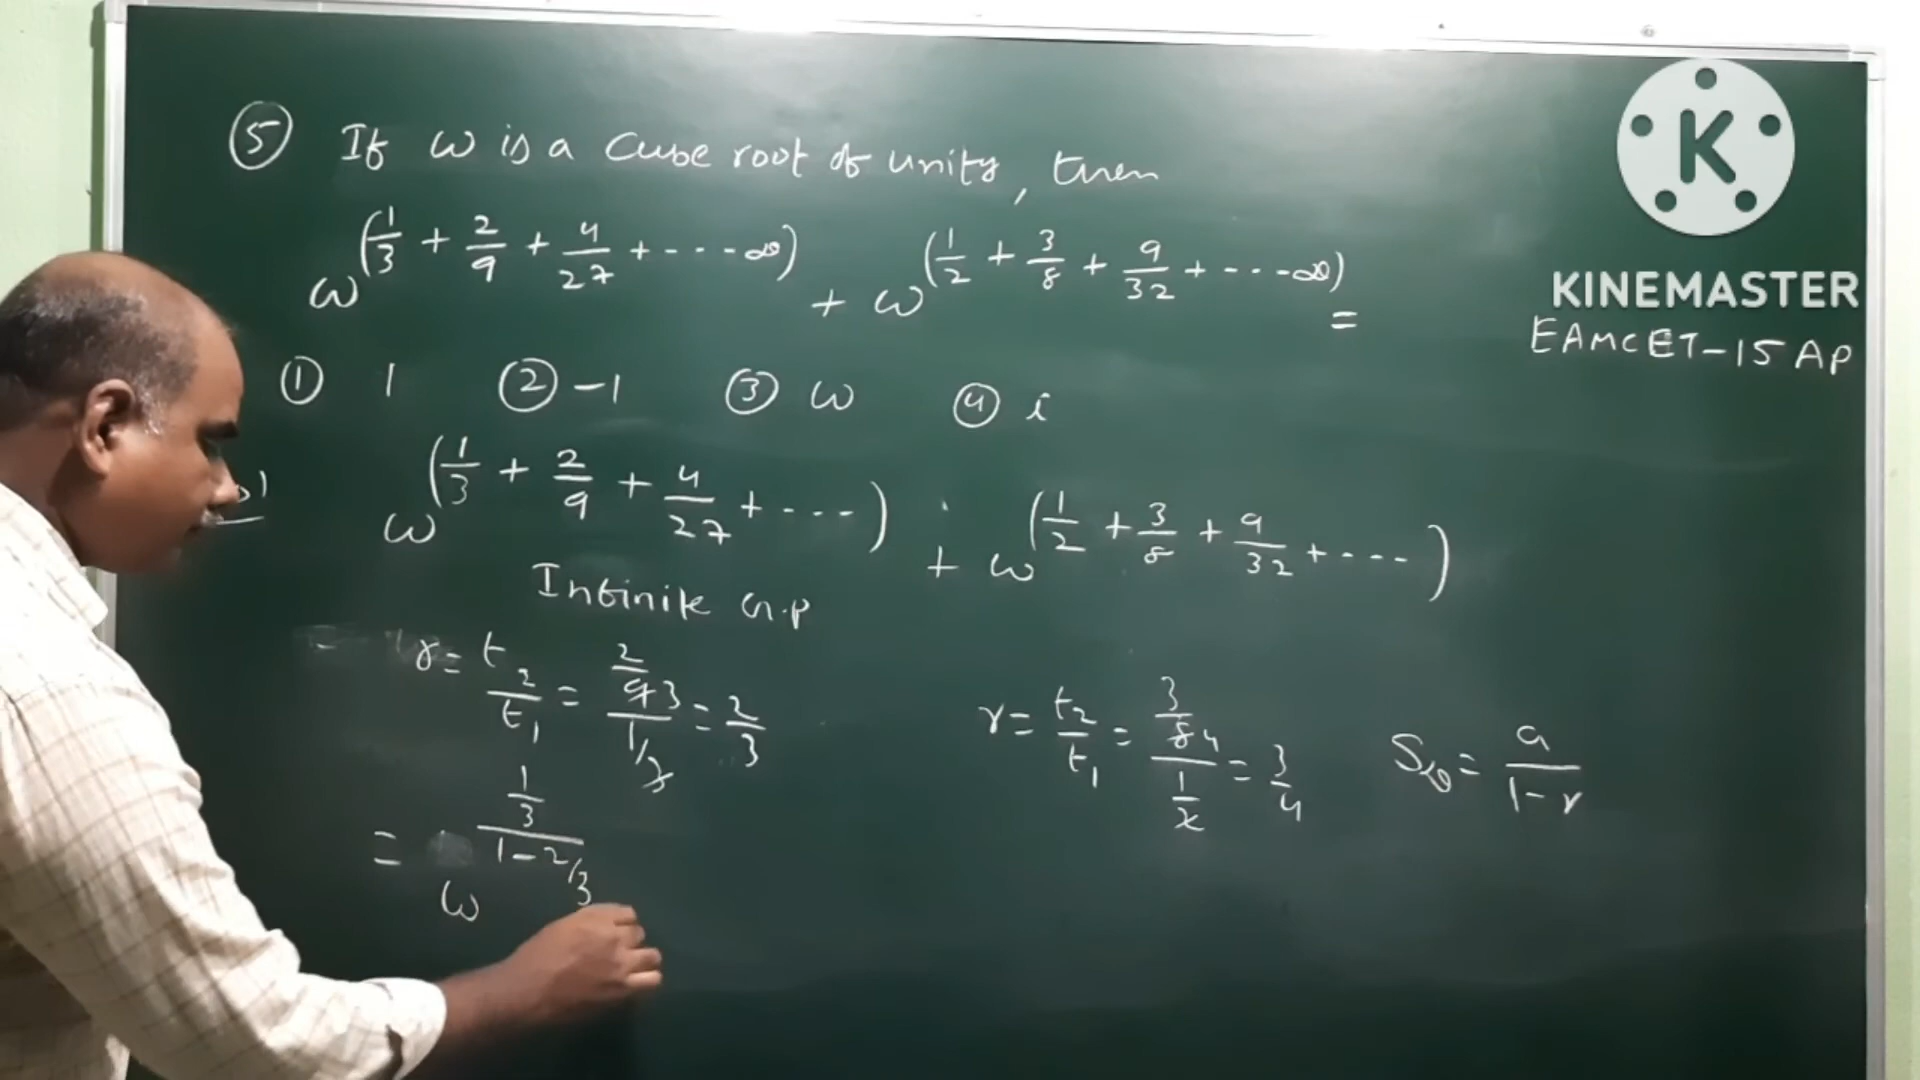 K
KINEMASTER
EAMCET-15 AP
⑤ If ω is a Cube root of unity, then
ω^(1/3 + 2/9 + 4/27 + ----∞) + ω^(1/2 + 3/8 + 9/32 + ----∞) =
① 1 ② -1 ③ ω ④ i
ω^(1/3 + 2/9 + 4/27 + ----) + ω^(1/2 + 3/8 + 9/32 + ----)
Infinite G.P
r = t2/t1 = (2/9 3)/(1/3) = 2/3 r = t2/t1 = (3/8 4)/(1/2) = 3/4 S∞ = a/(1-r)
= ω^((1/3)/(1-2/3))